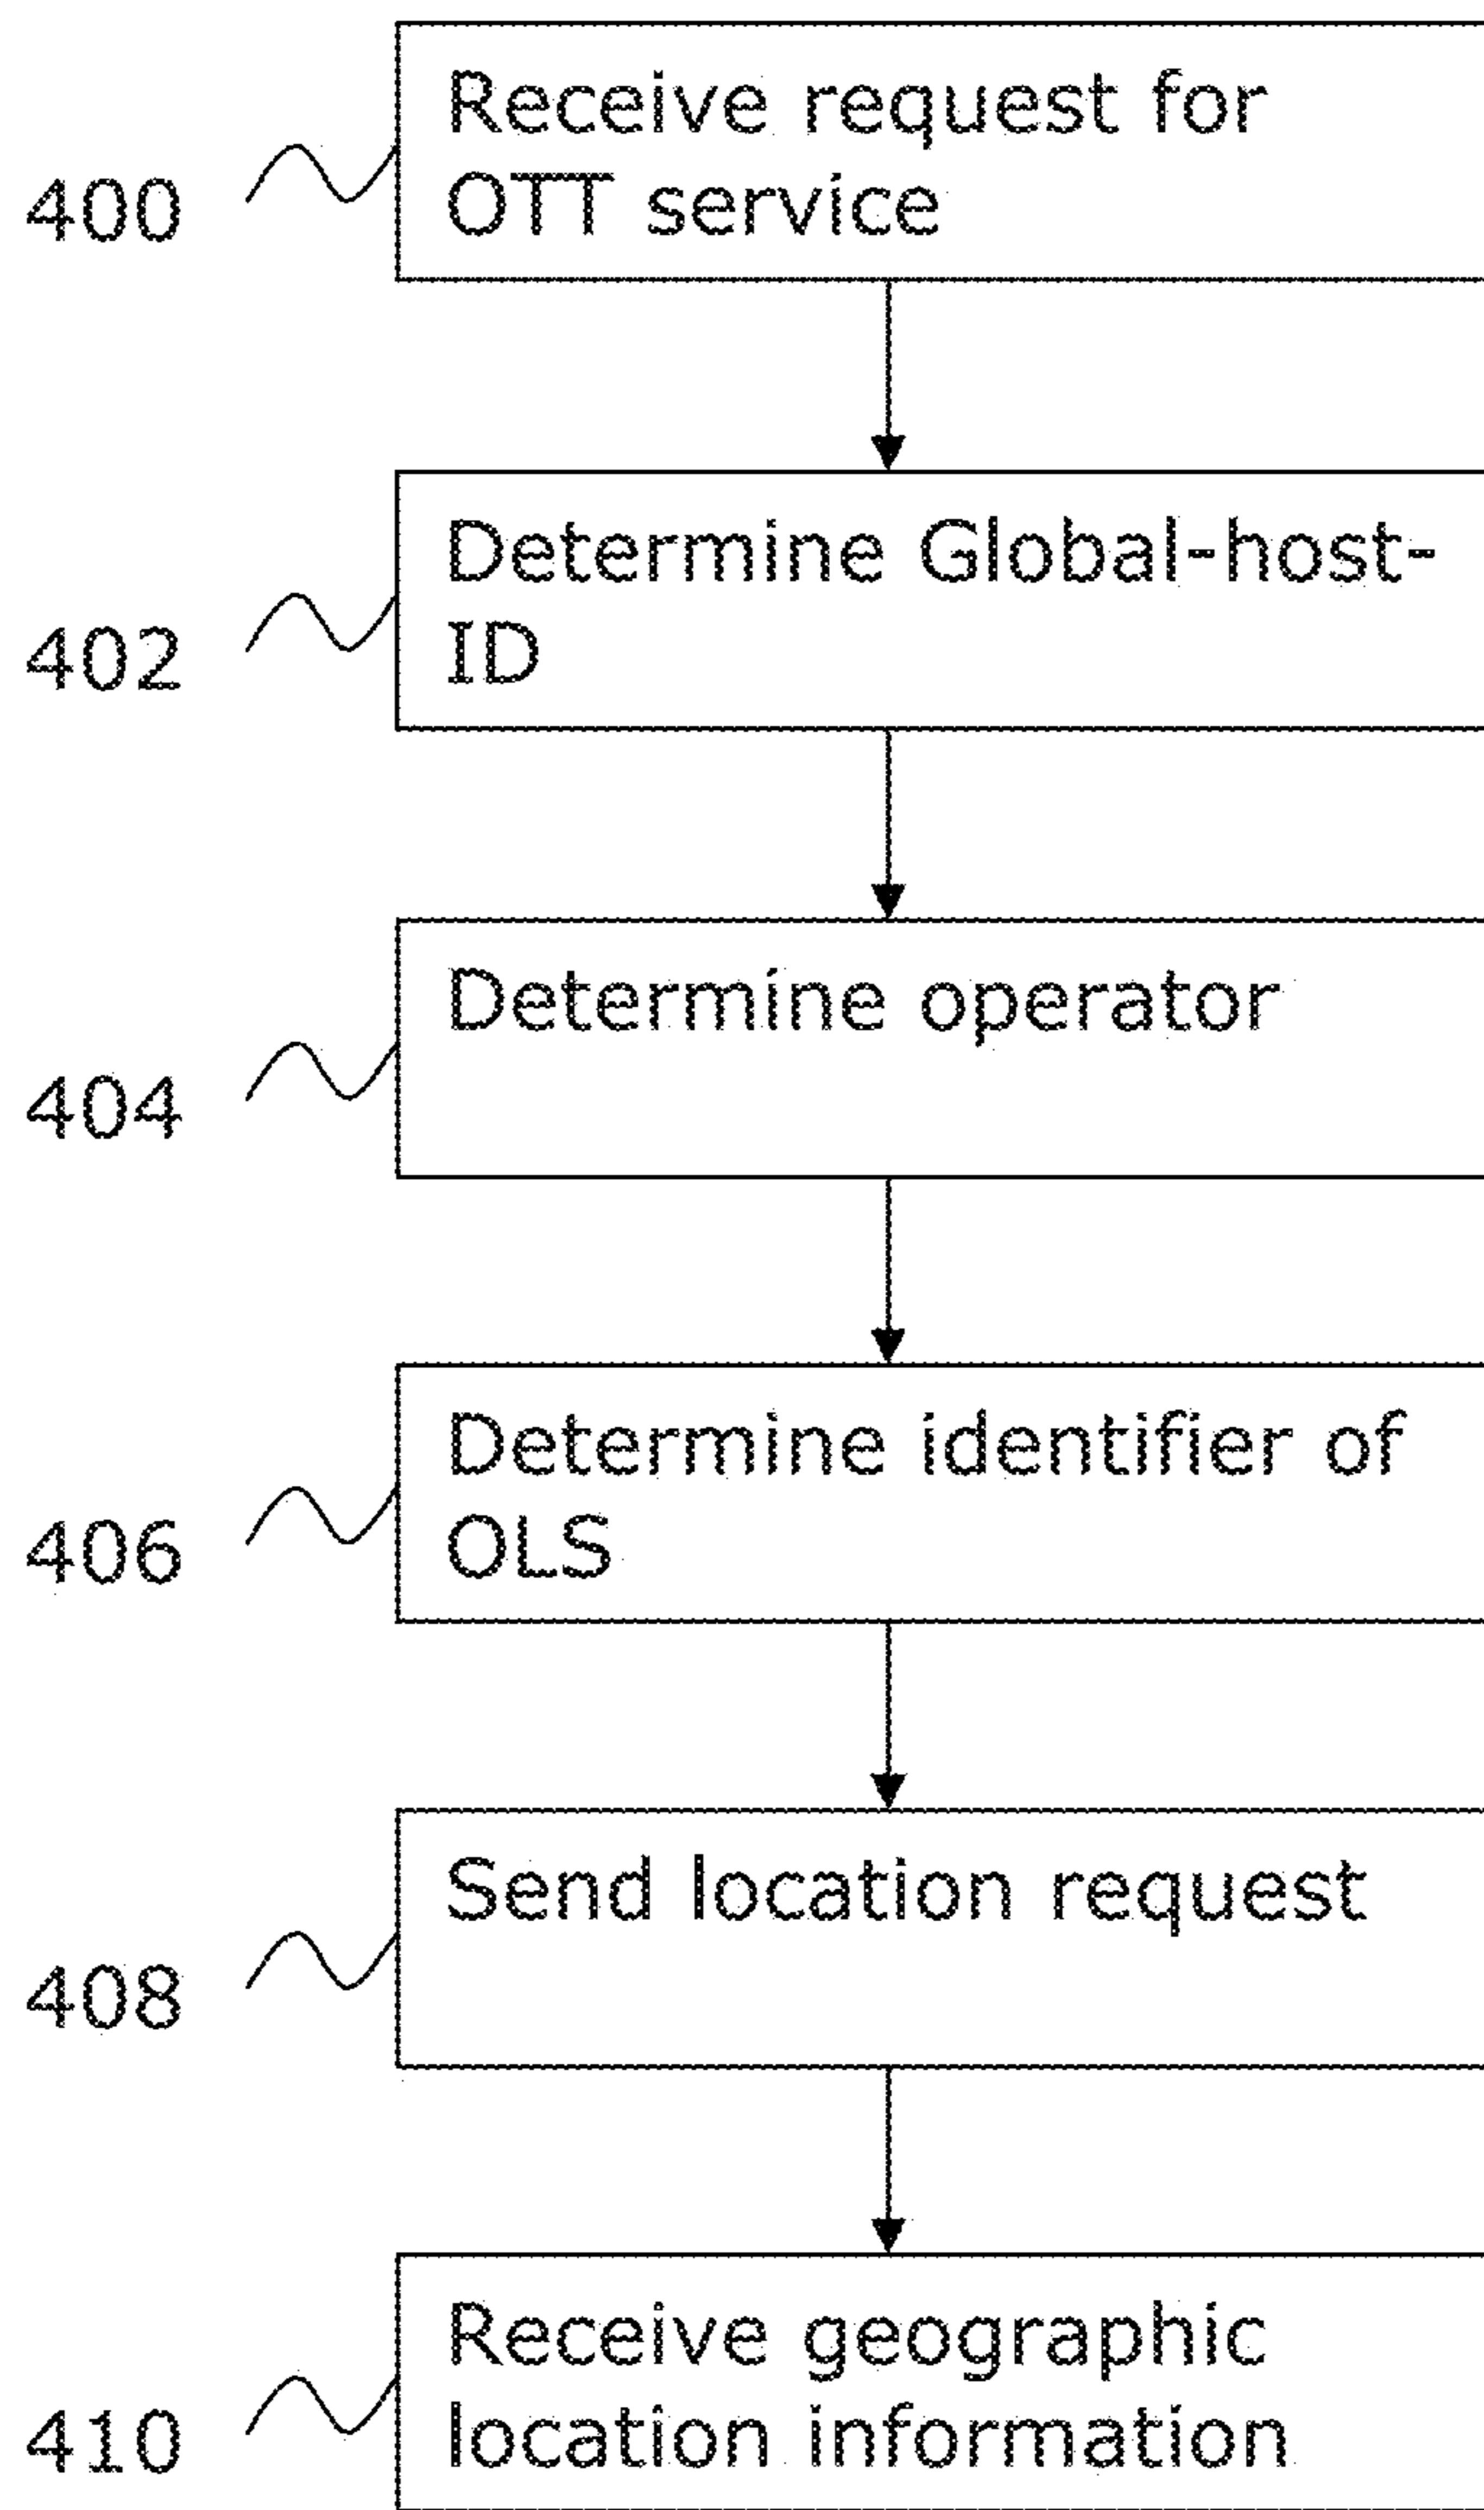 Receive request for
OTT service
400
Determine Global-host-
ID
402
Determine operator
404
Determine identifier of
OLS
406
Send location request
408
Receive geographic
location information
410